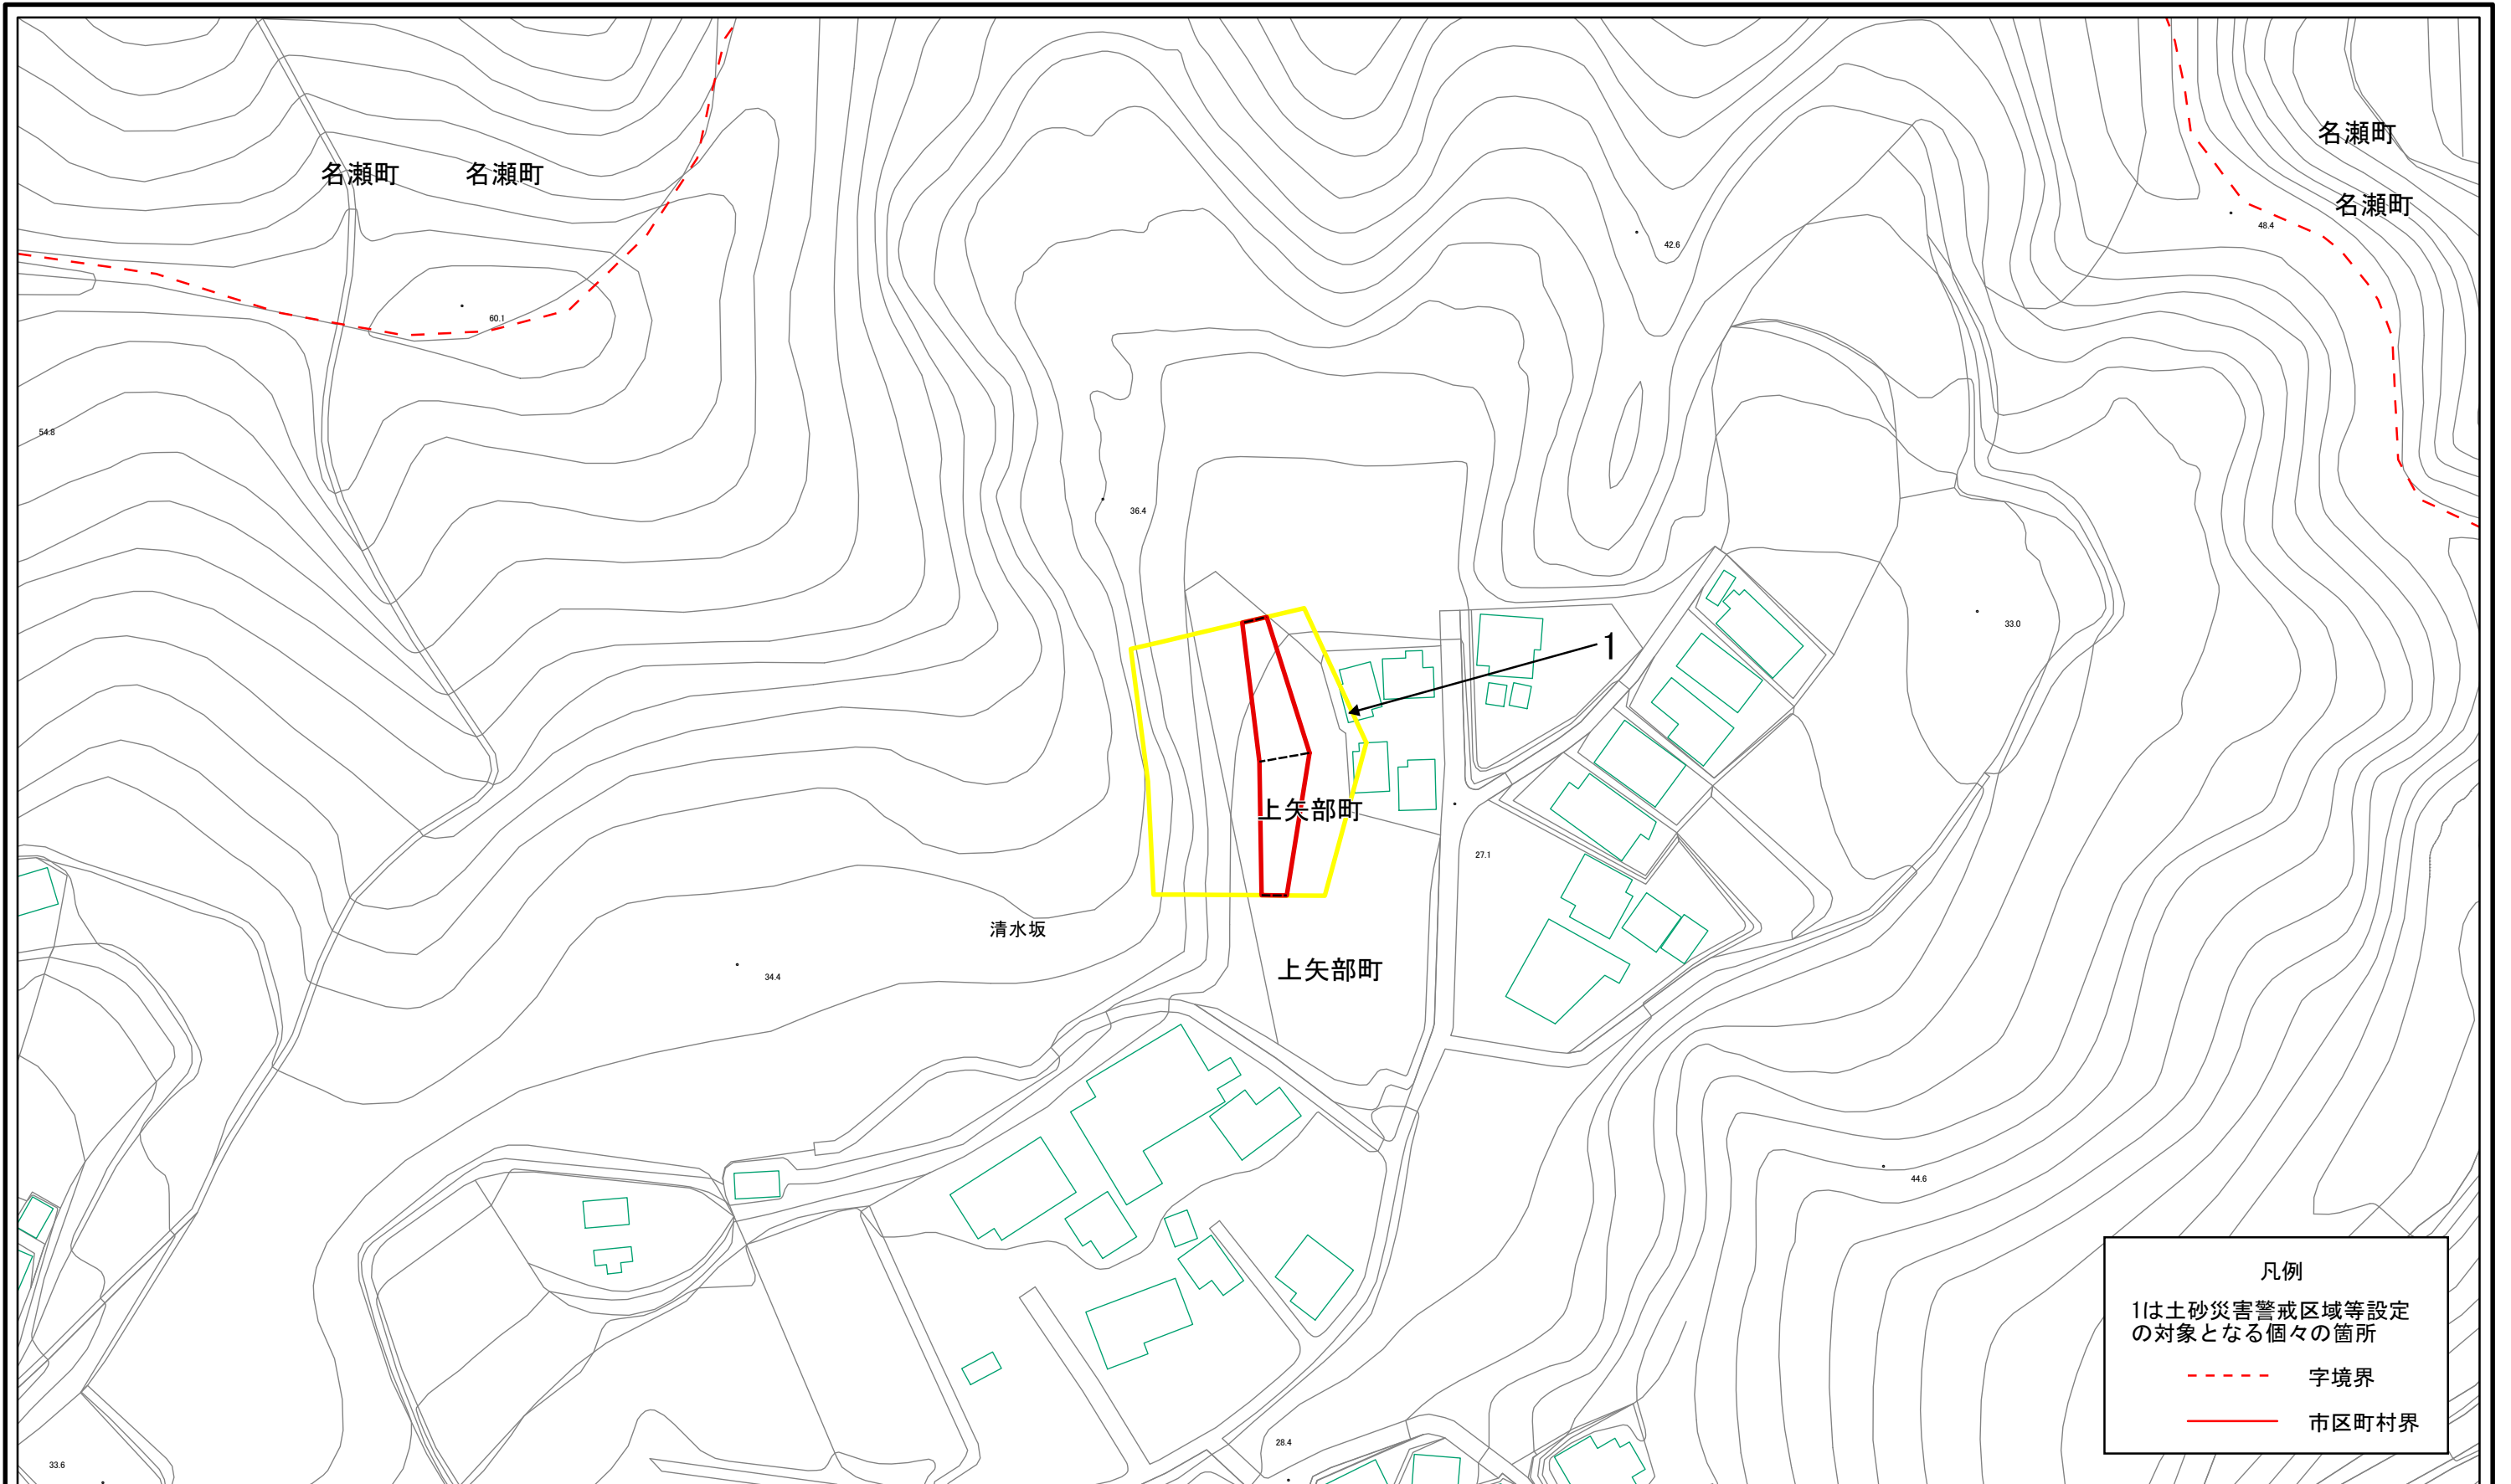 名瀬町
名瀬町
名瀬町
名瀬町
48.4
42.6
60.1
54.8
36.4
33.0
1
上矢部町
27.1
清水坂
上矢部町
34.4
44.6
凡例
1は土砂災害警戒区域等設定
の対象となる個々の箇所
字境界
市区町村界
28.4
33.6